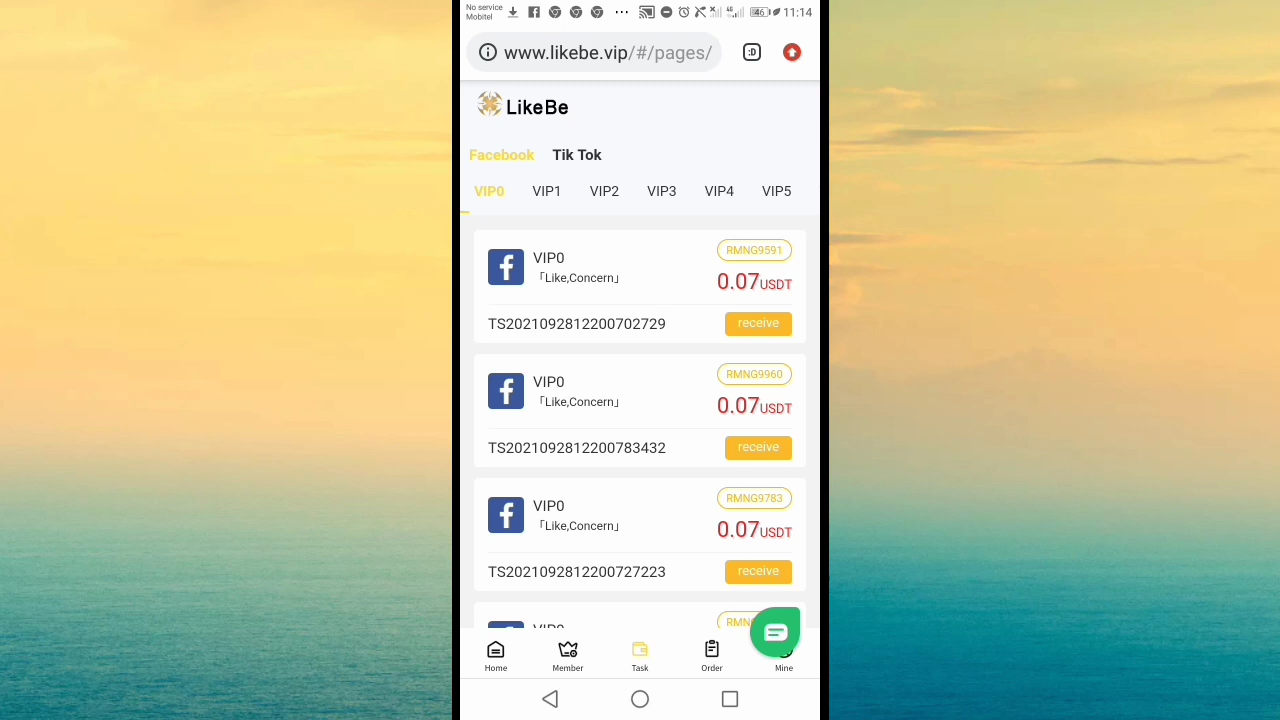 No service
Mobitel
46
11:14
www.likebe.vip/#/pages/
:D
LikeBe
Facebook Tik Tok
VIP0 VIP1 VIP2 VIP3 VIP4 VIP5
VIP0
RMNG9591
「Like,Concern」
0.07USDT
TS2021092812200702729
receive
VIP0
RMNG9960
「Like,Concern」
0.07USDT
TS2021092812200783432
receive
VIP0
RMNG9783
「Like,Concern」
0.07USDT
TS2021092812200727223
receive
VIP0
Home Member Task Order Mine